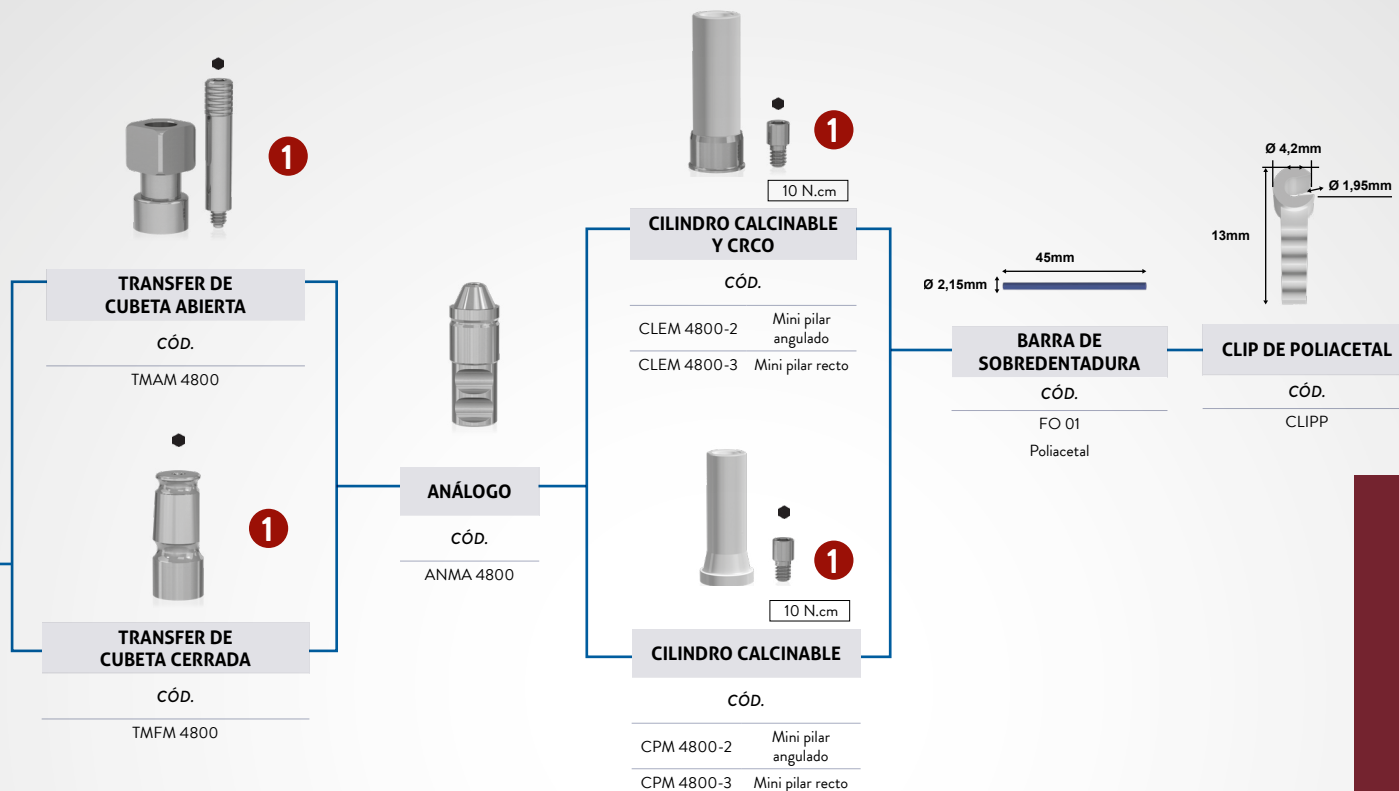 1
TRANSFER DE
CUBETA ABIERTA
CÓD.
TMAM 4800
1
TRANSFER DE
CUBETA CERRADA
CÓD.
TMFM 4800
ANÁLOGO
CÓD.
ANMA 4800
1
10 N.cm
CILINDRO CALCINABLE
Y CRCO
CÓD.
CLEM 4800-2 Mini pilar
angulado
CLEM 4800-3 Mini pilar recto
1
10 N.cm
CILINDRO CALCINABLE
CÓD.
CPM 4800-2 Mini pilar
angulado
CPM 4800-3 Mini pilar recto
45mm
Ø 2,15mm
BARRA DE
SOBREDENTADURA
CÓD.
FO 01
Poliacetal
Ø 4,2mm
Ø 1,95mm
13mm
CLIP DE POLIACETAL
CÓD.
CLIPP